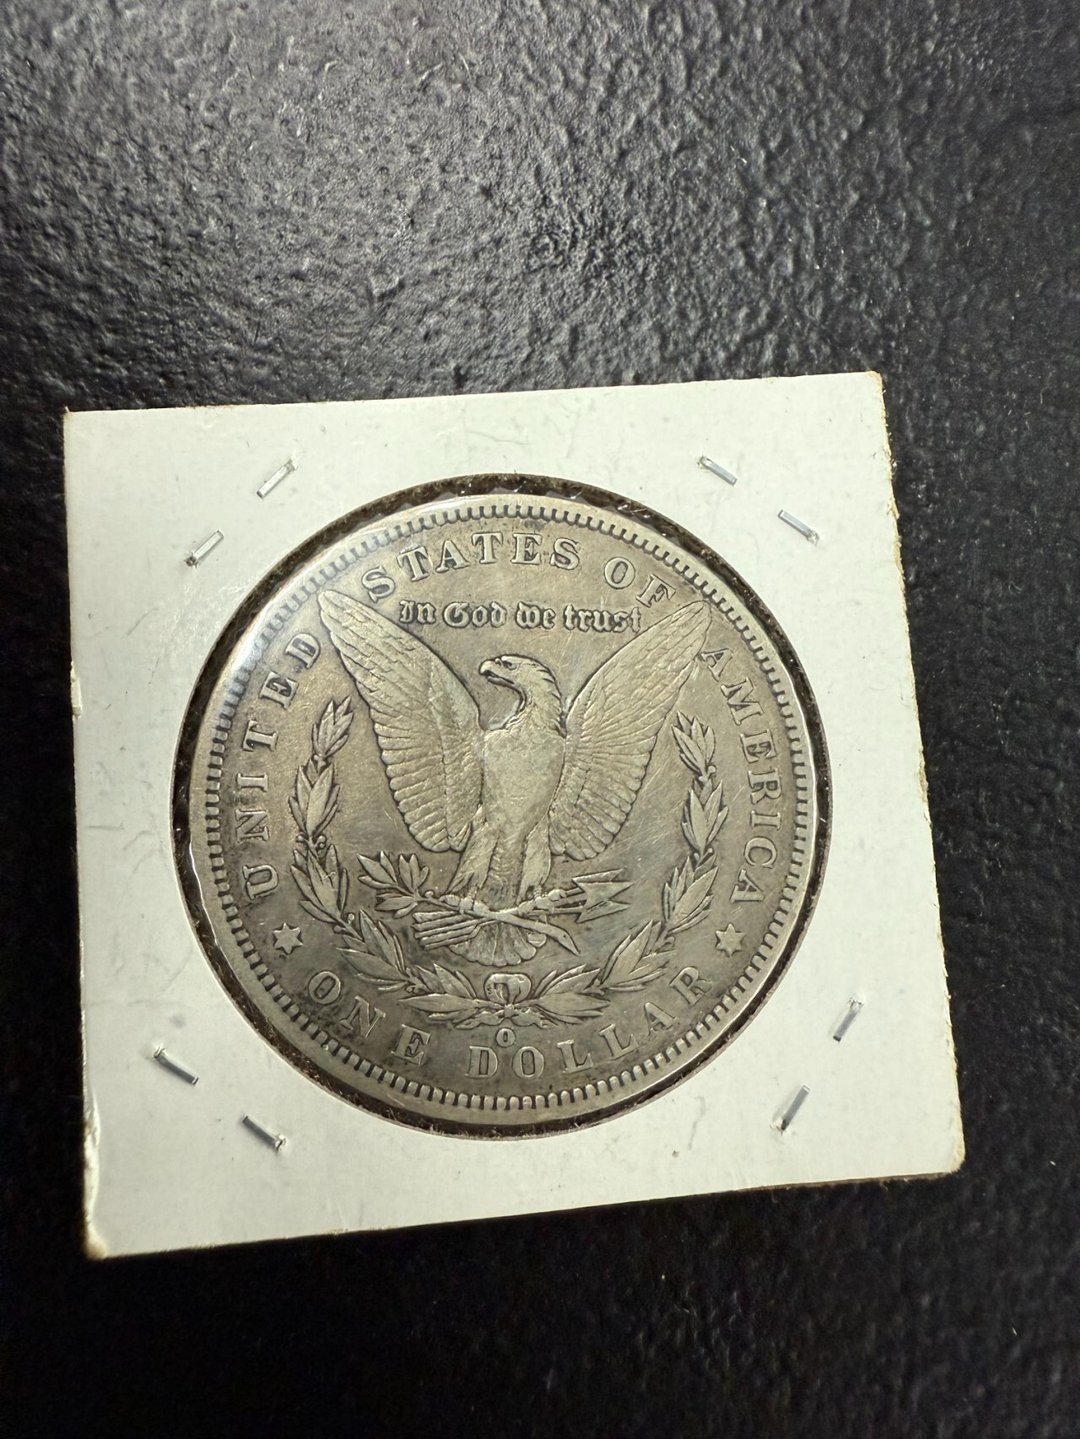 UNITED STATES OF AMERICA
In God we trust
O
ONE DOLLAR